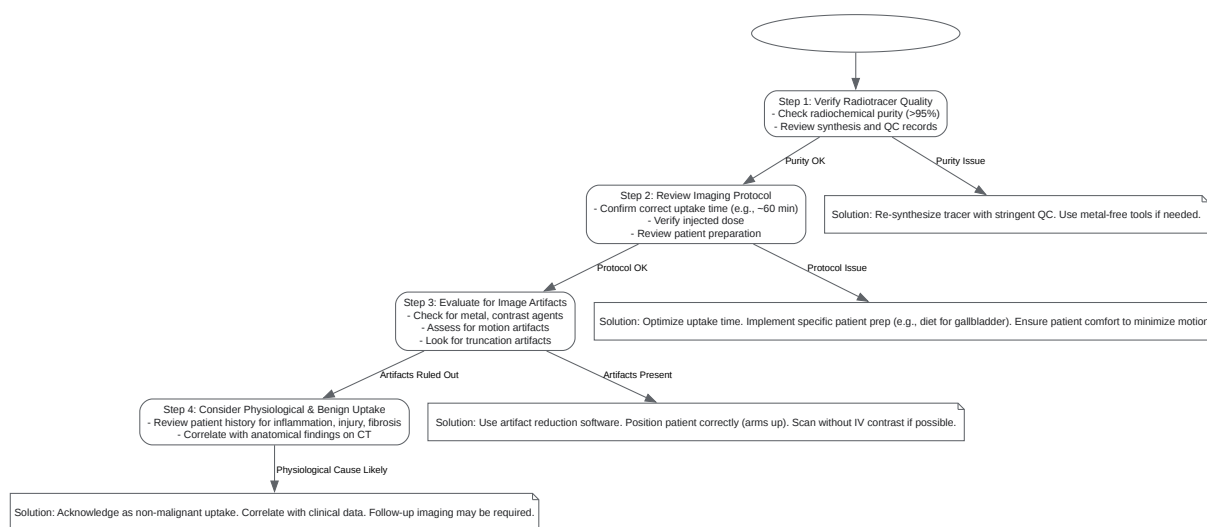 Step 1: Verify Radiotracer Quality
- Check radiochemical purity (>95%)
- Review synthesis and QC records
Purity OK
Purity Issue
Step 2: Review Imaging Protocol
- Confirm correct uptake time (e.g., ~60 min)
- Verify injected dose
- Review patient preparation
Solution: Re-synthesize tracer with stringent QC. Use metal-free tools if needed.
Protocol OK
Protocol Issue
Step 3: Evaluate for Image Artifacts
- Check for metal, contrast agents
- Assess for motion artifacts
- Look for truncation artifacts
Solution: Optimize uptake time. Implement specific patient prep (e.g., diet for gallbladder). Ensure patient comfort to minimize motion
Artifacts Ruled Out
Artifacts Present
Step 4: Consider Physiological & Benign Uptake
- Review patient history for inflammation, injury, fibrosis
- Correlate with anatomical findings on CT
Solution: Use artifact reduction software. Position patient correctly (arms up). Scan without IV contrast if possible.
Physiological Cause Likely
Solution: Acknowledge as non-malignant uptake. Correlate with clinical data. Follow-up imaging may be required.